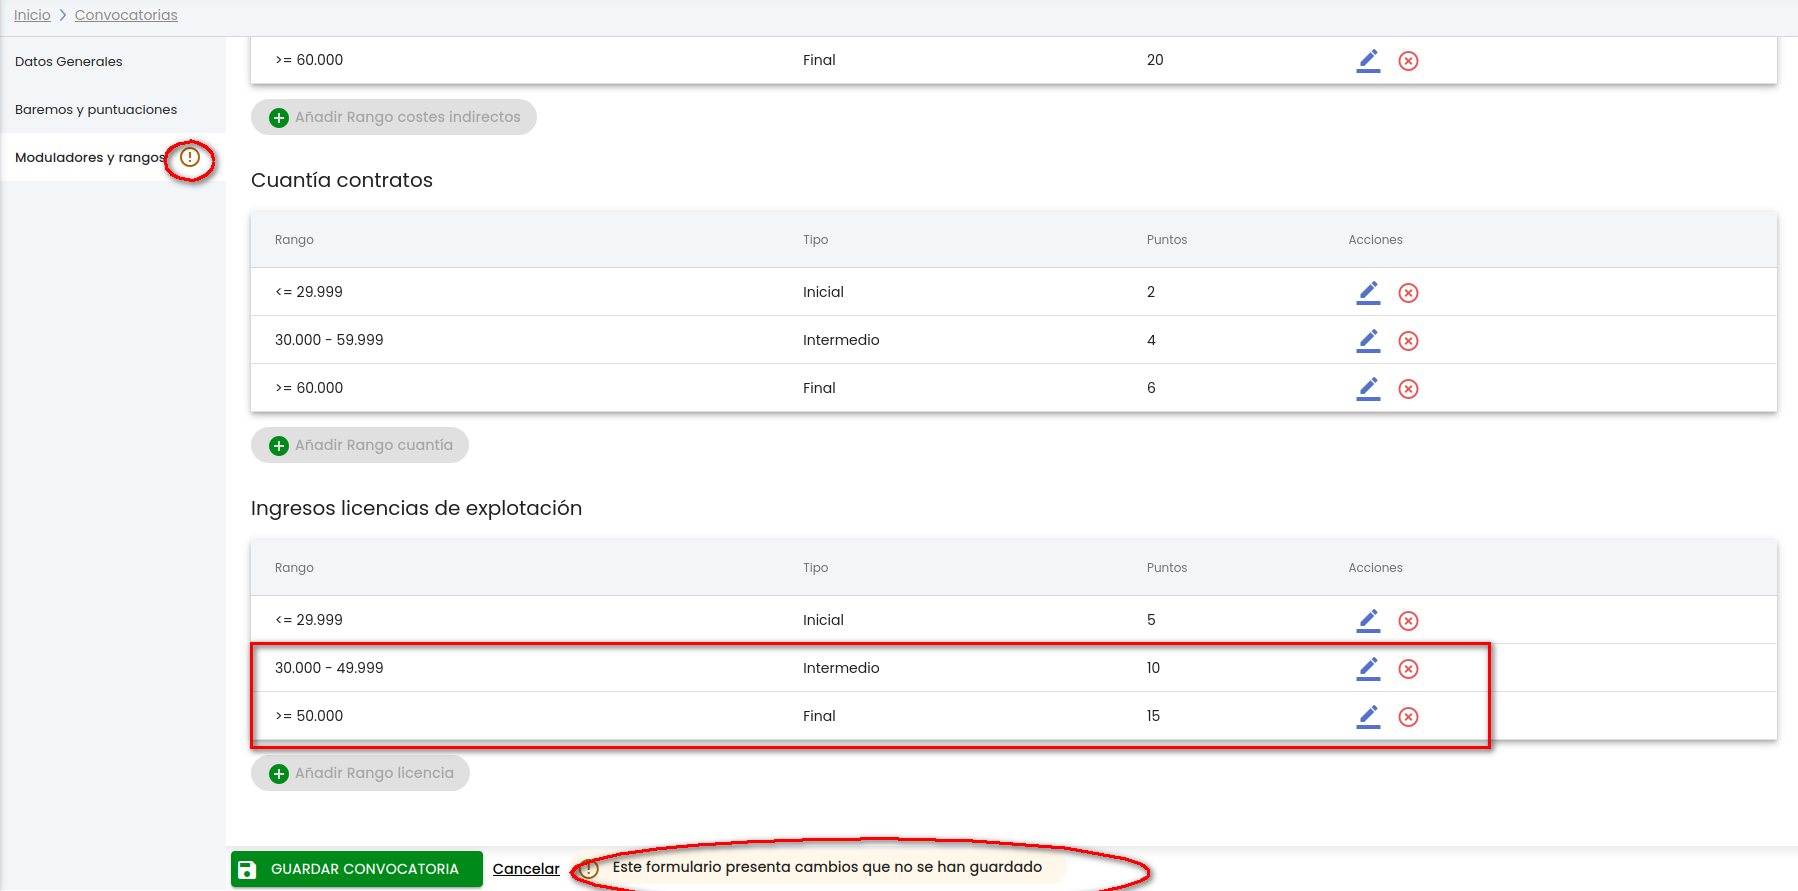 Inicio > Convocatorias
Datos Generales
Baremos y puntuaciones
Moduladores y rangos
>= 60.000 Final 20
Añadir Rango costes indirectos
Cuantía contratos
Rango Tipo Puntos Acciones
<= 29.999 Inicial 2
30.000 - 59.999 Intermedio 4
>= 60.000 Final 6
Añadir Rango cuantía
Ingresos licencias de explotación
Rango Tipo Puntos Acciones
<= 29.999 Inicial 5
30.000 - 49.999 Intermedio 10
>= 50.000 Final 15
Añadir Rango licencia
GUARDAR CONVOCATORIA Cancelar Este formulario presenta cambios que no se han guardado